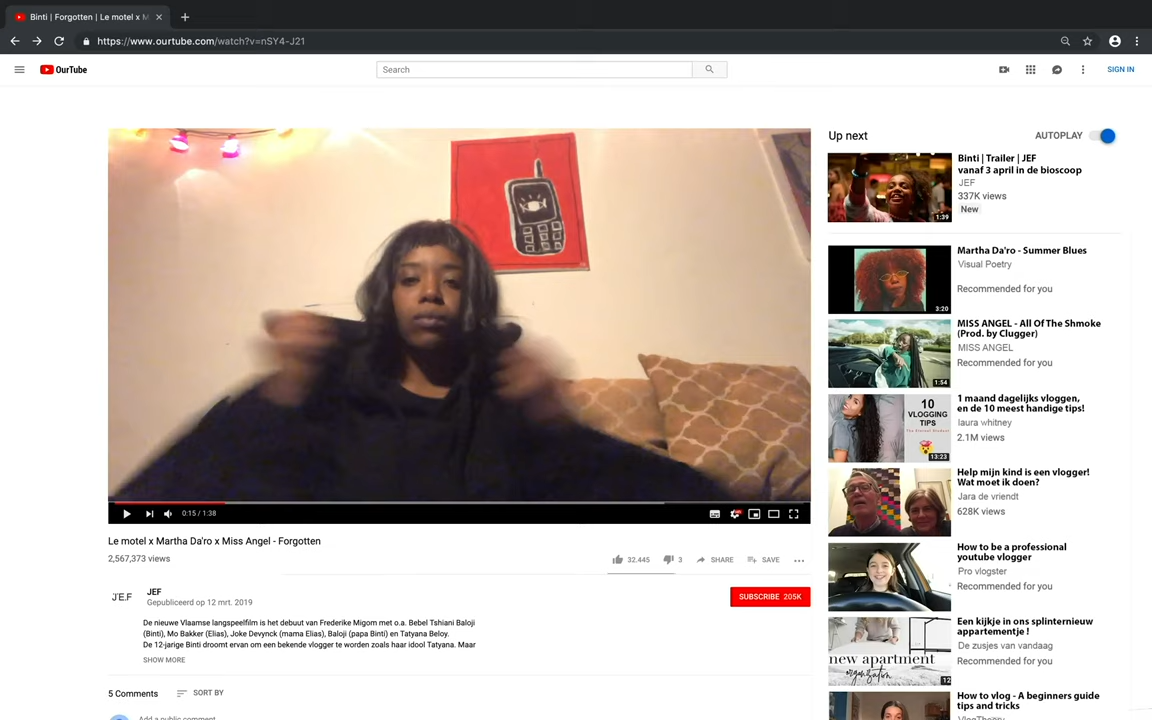 Binti | Forgotten | Le motel x M
https://www.ourtube.com/watch?v=nSY4-J21
OurTube
Search
SIGN IN
Up next
AUTOPLAY
Binti | Trailer | JEF
vanaf 3 april in de bioscoop
JEF
337K views
New
1:39
Martha Da'ro - Summer Blues
Visual Poetry
Recommended for you
3:20
MISS ANGEL - All Of The Shmoke
(Prod. by Clugger)
MISS ANGEL
Recommended for you
1:54
1 maand dagelijks vloggen,
en de 10 meest handige tips!
laura whitney
2.1M views
10
VLOGGING
TIPS
13:23
Help mijn kind is een vlogger!
Wat moet ik doen?
Jara de vriendt
628K views
How to be a professional
youtube vlogger
Pro vlogster
Recommended for you
Een kijkje in ons splinternieuw
appartementje !
De zusjes van vandaag
Recommended for you
new apartment
organization
12
How to vlog - A beginners guide
tips and tricks
VlogTheory
0:15 / 1:38
Le motel x Martha Da'ro x Miss Angel - Forgotten
2,567,373 views
32.445
3
SHARE
SAVE
J'E.F
JEF
Gepubliceerd op 12 mrt. 2019
SUBSCRIBE 205K
De nieuwe Vlaamse langspeelfilm is het debuut van Frederike Migom met o.a. Bebel Tshiani Baloji
(Binti), Mo Bakker (Elias), Joke Devynck (mama Elias), Baloji (papa Binti) en Tatyana Beloy.
De 12-jarige Binti droomt ervan om een bekende vlogger te worden zoals haar idool Tatyana. Maar
SHOW MORE
5 Comments
SORT BY
Add a public comment